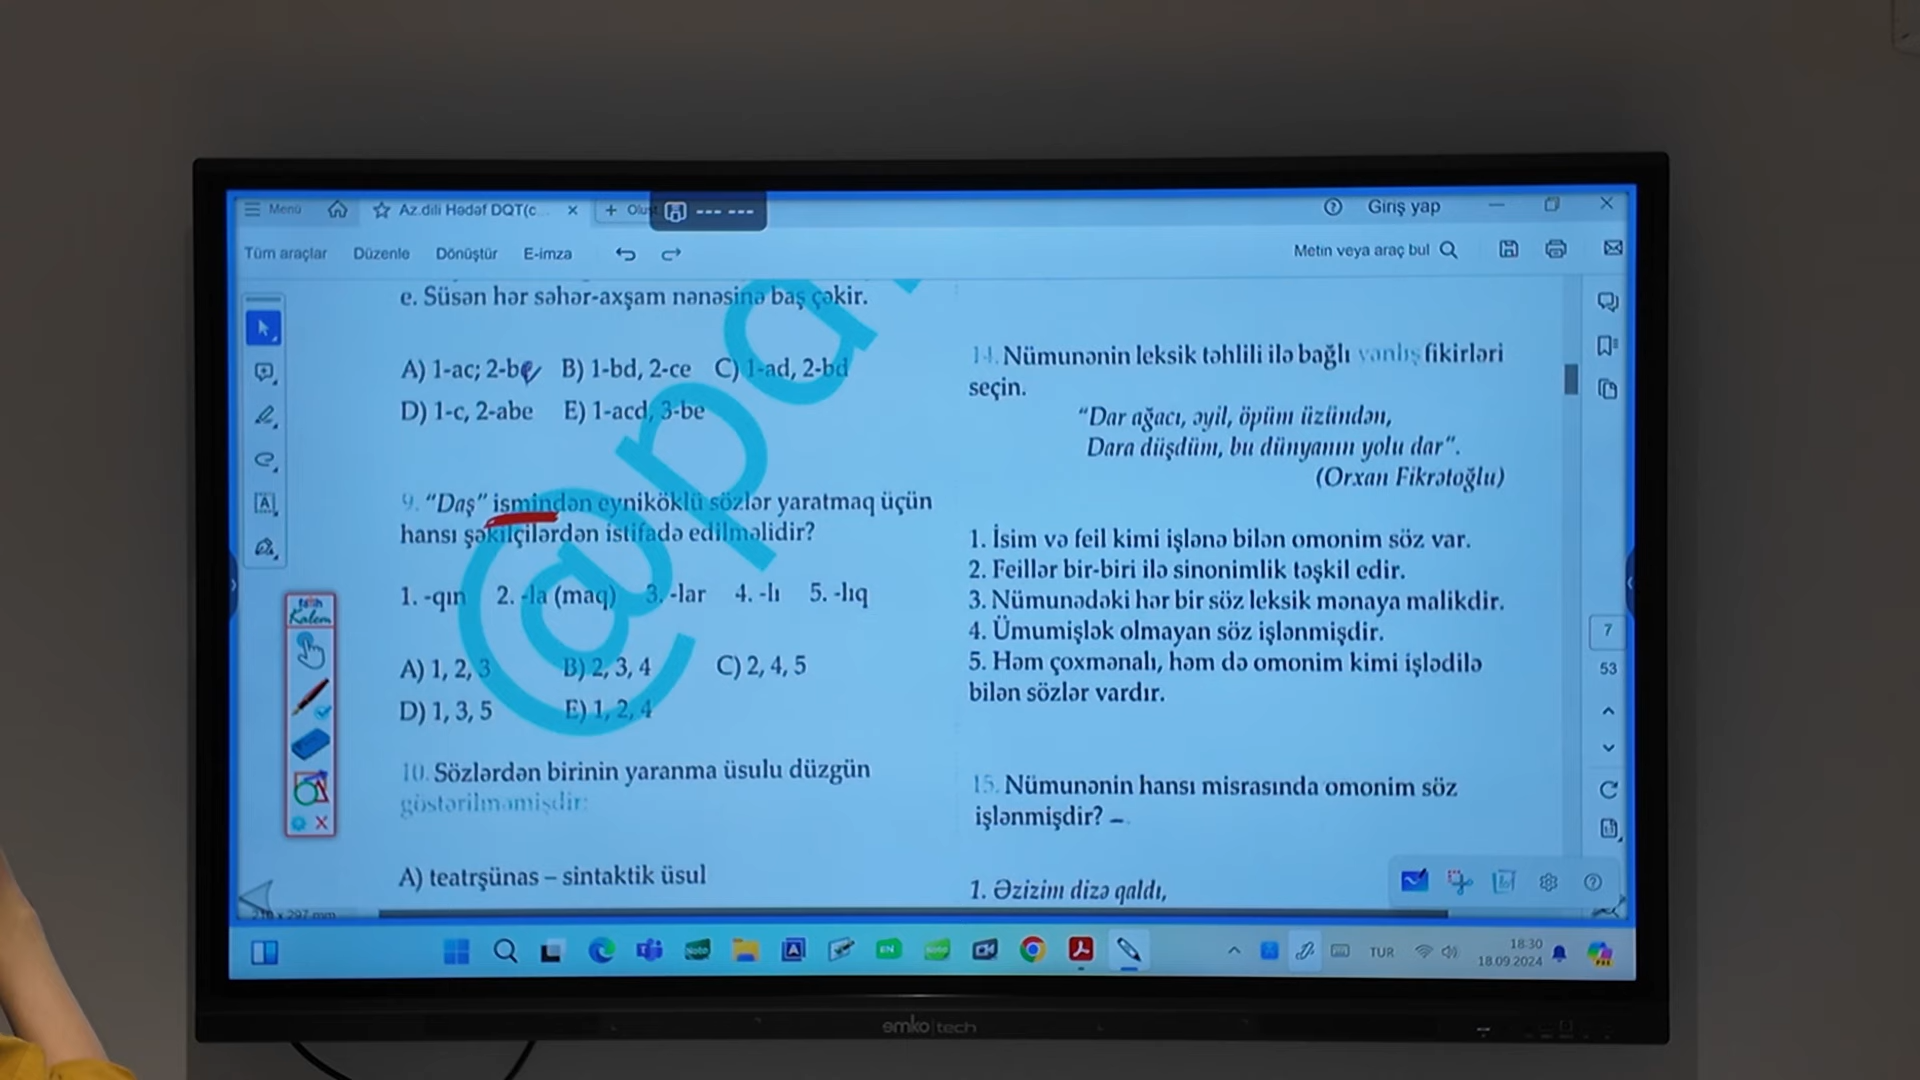 Menü
Az.dili Hədəf DQT(c...
Oluş
Giriş yap
Tüm araçlar Düzenle Dönüştür E-imza
Metin veya araç bul
e. Süsən hər səhər-axşam nənəsinə baş çəkir.
A) 1-ac; 2-be B) 1-bd, 2-ce C) 1-ad, 2-bd
D) 1-c, 2-abe E) 1-acd, 3-be
9. “Daş” ismindən eyniköklü sözlər yaratmaq üçün
hansı şəkilçilərdən istifadə edilməlidir?
1. -qın 2. -la (maq) 3. -lar 4. -lı 5. -lıq
A) 1, 2, 3 B) 2, 3, 4 C) 2, 4, 5
D) 1, 3, 5 E) 1, 2, 4
10. Sözlərdən birinin yaranma üsulu düzgün
göstərilməmişdir:
A) teatrşünas – sintaktik üsul
14. Nümunənin leksik təhlili ilə bağlı yanlış fikirləri
seçin.
“Dar ağacı, əyil, öpüm üzündən,
Dara düşdüm, bu dünyanın yolu dar”.
(Orxan Fikrətoğlu)
1. İsim və feil kimi işlənə bilən omonim söz var.
2. Feillər bir-biri ilə sinonimlik təşkil edir.
3. Nümunədəki hər bir söz leksik mənaya malikdir.
4. Ümumişlək olmayan söz işlənmişdir.
5. Həm çoxmənalı, həm də omonim kimi işlədilə
bilən sözlər vardır.
15. Nümunənin hansı misrasında omonim söz
işlənmişdir? –
1. Əzizim dizə qaldı,
@pd
Kalem
7
53
210 x 297 mm
EN
TUR
18:30
18.09.2024
emko|tech